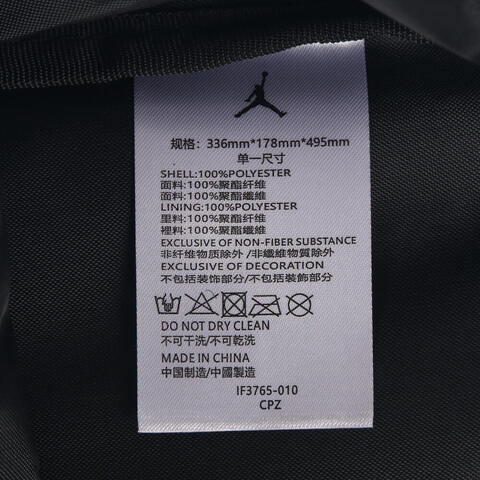 规格：336mm*178mm*495mm
单一尺寸
SHELL:100%POLYESTER
面料:100%聚酯纤维
面料:100%聚酯纖維
LINING:100%POLYESTER
里料:100%聚酯纤维
裡料:100%聚酯纖維
EXCLUSIVE OF NON-FIBER SUBSTANCE
非纤维物质除外/非纖維物質除外
EXCLUSIVE OF DECORATION
不包括装饰部分/不包括裝飾部分
DO NOT DRY CLEAN
不可干洗/不可乾洗
MADE IN CHINA
中国制造/中國製造
IF3765-010
CPZ